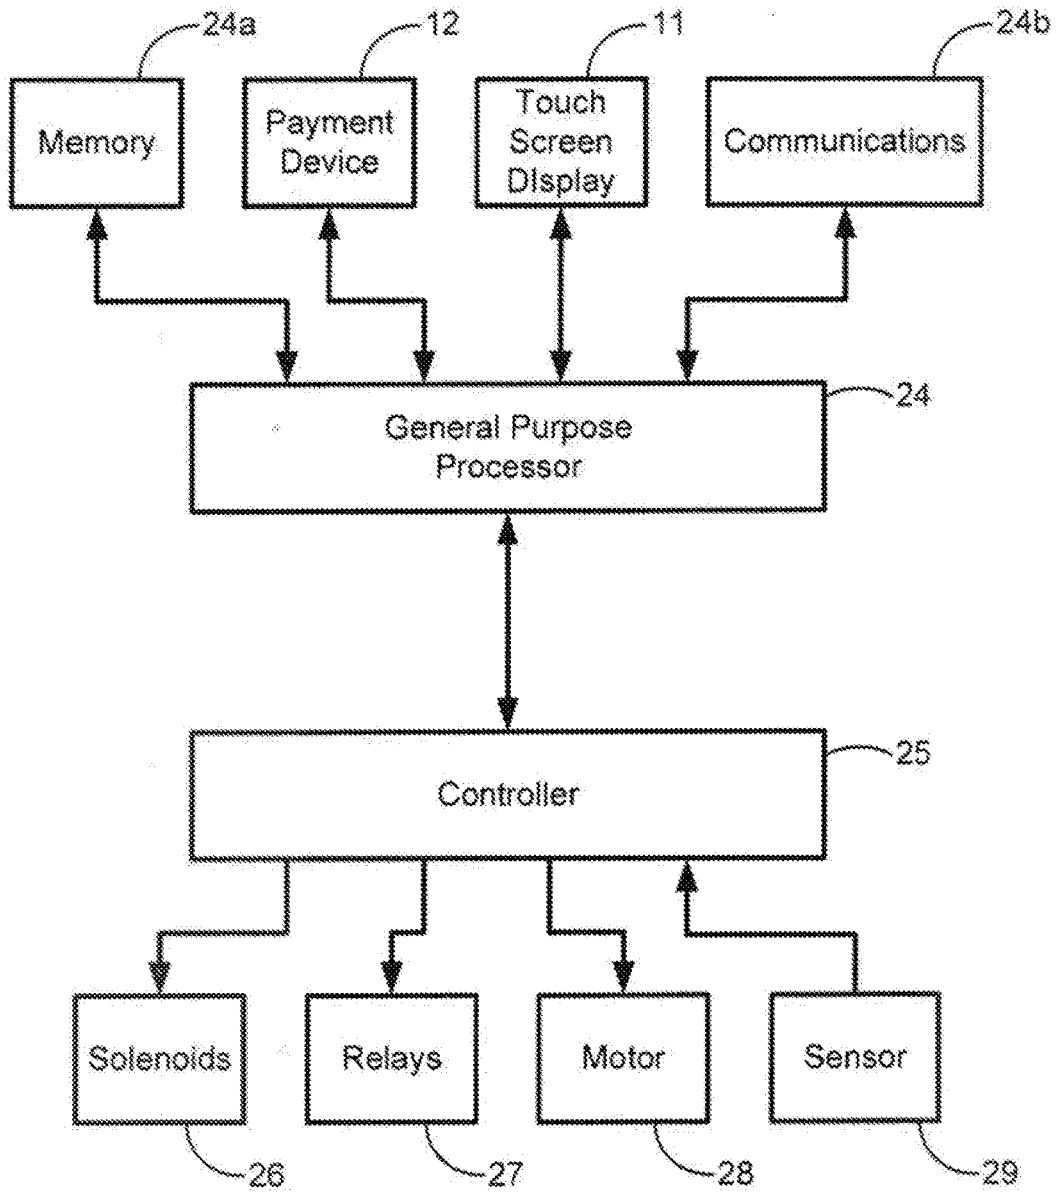 24a
12
11
24b
Memory
Payment
Device
Touch
Screen
DIsplay
Communications
24
General Purpose
Processor
25
Controller
Solenoids
Relays
Motor
Sensor
26
27
28
29